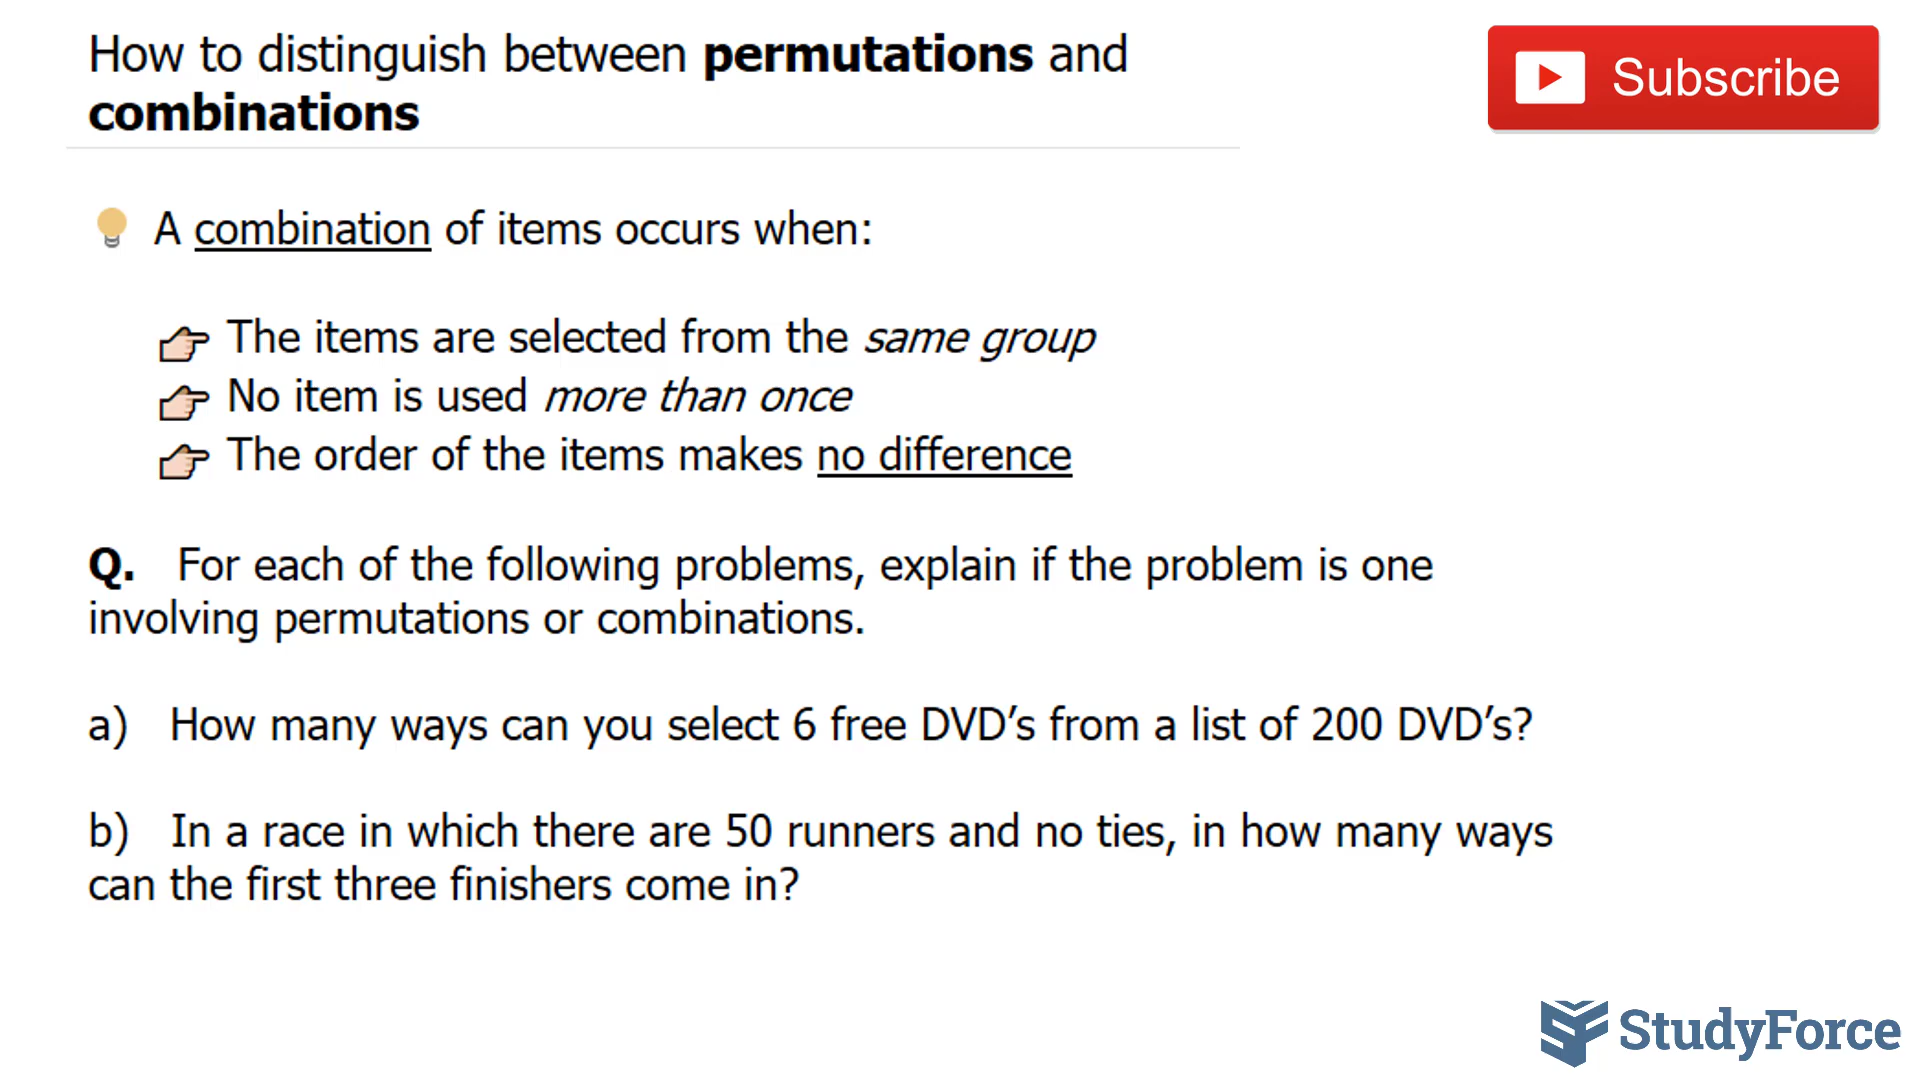 How to distinguish between permutations and
combinations
Subscribe
A combination of items occurs when:
The items are selected from the same group
No item is used more than once
The order of the items makes no difference
Q. For each of the following problems, explain if the problem is one
involving permutations or combinations.
a) How many ways can you select 6 free DVD’s from a list of 200 DVD’s?
b) In a race in which there are 50 runners and no ties, in how many ways
can the first three finishers come in?
StudyForce